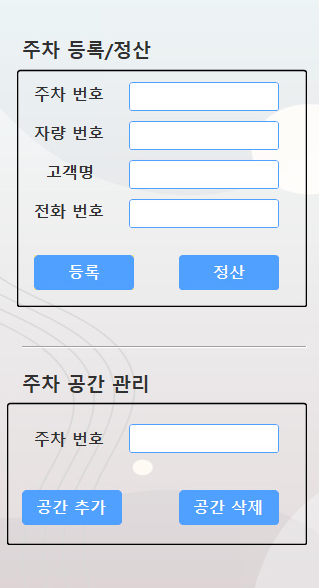 주차 등록/정산
주차 번호
자량 번호
고객명
전화 번호
등록 정산
주차 공간 관리
주차 번호
공간 추가 공간 삭제